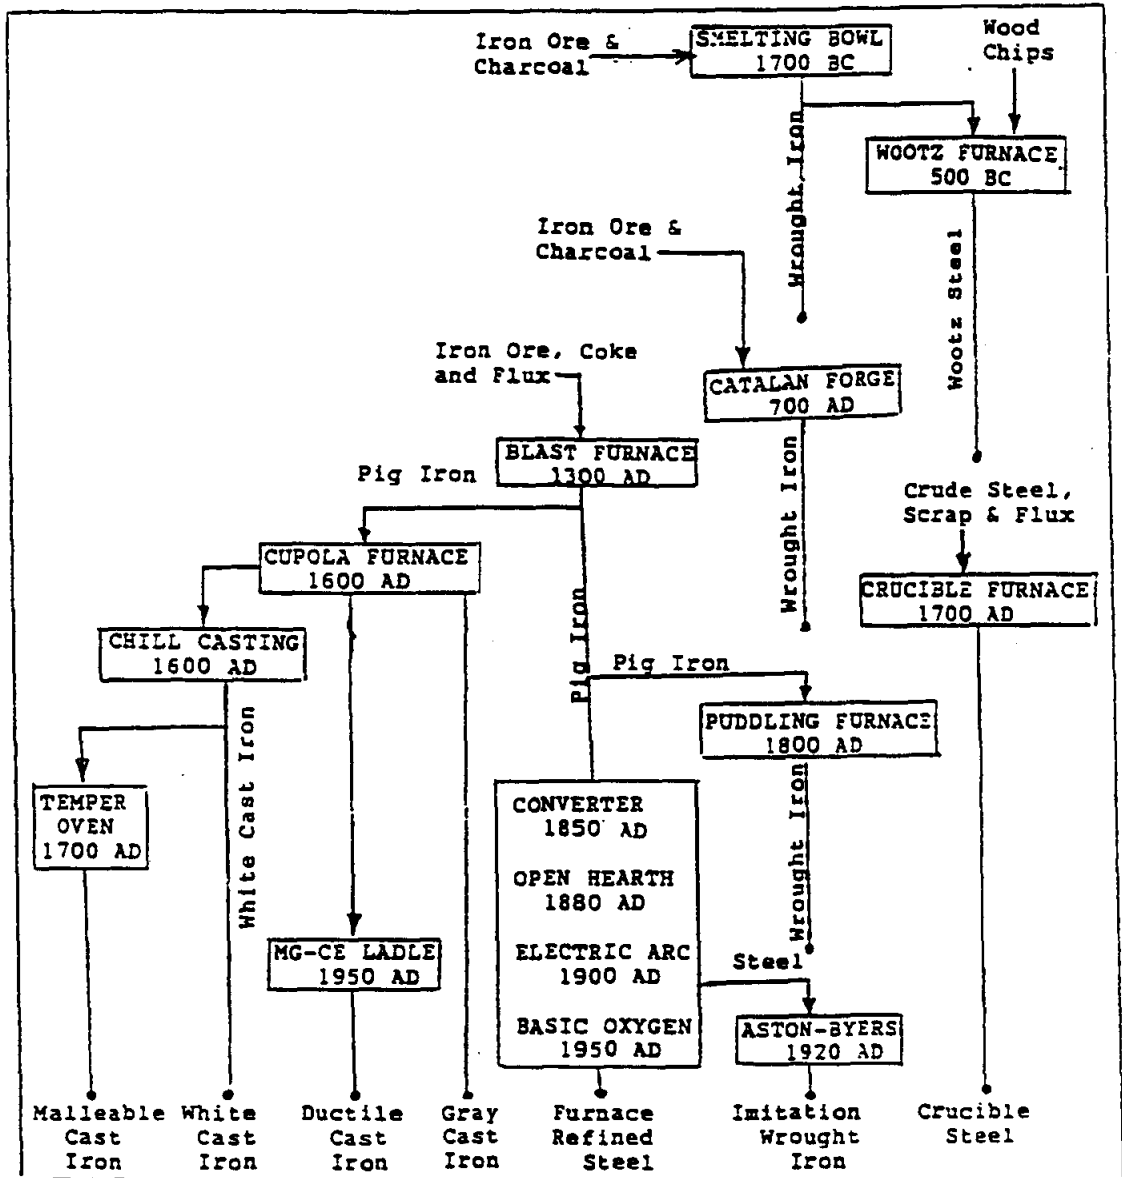 Iron Ore &
Charcoal
SMELTING BOWL
1700 BC
Wood
Chips
Wrought Iron
WOOTZ FURNACE
500 BC
Iron Ore &
Charcoal
Wootz Steel
Iron Ore, Coke
and Flux
CATALAN FORGE
700 AD
BLAST FURNACE
1300 AD
Pig Iron
Wrought Iron
Crude Steel,
Scrap & Flux
CUPOLA FURNACE
1600 AD
CRUCIBLE FURNACE
1700 AD
Pig Iron
CHILL CASTING
1600 AD
Pig Iron
PUDDLING FURNACE
1800 AD
White Cast Iron
Wrought Iron
TEMPER
OVEN
1700 AD
CONVERTER
1850 AD
OPEN HEARTH
1880 AD
ELECTRIC ARC
1900 AD
BASIC OXYGEN
1950 AD
MG-CE LADLE
1950 AD
Steel
ASTON-BYERS
1920 AD
Malleable
Cast
Iron
White
Cast
Iron
Ductile
Cast
Iron
Gray
Cast
Iron
Furnace
Refined
Steel
Imitation
Wrought
Iron
Crucible
Steel